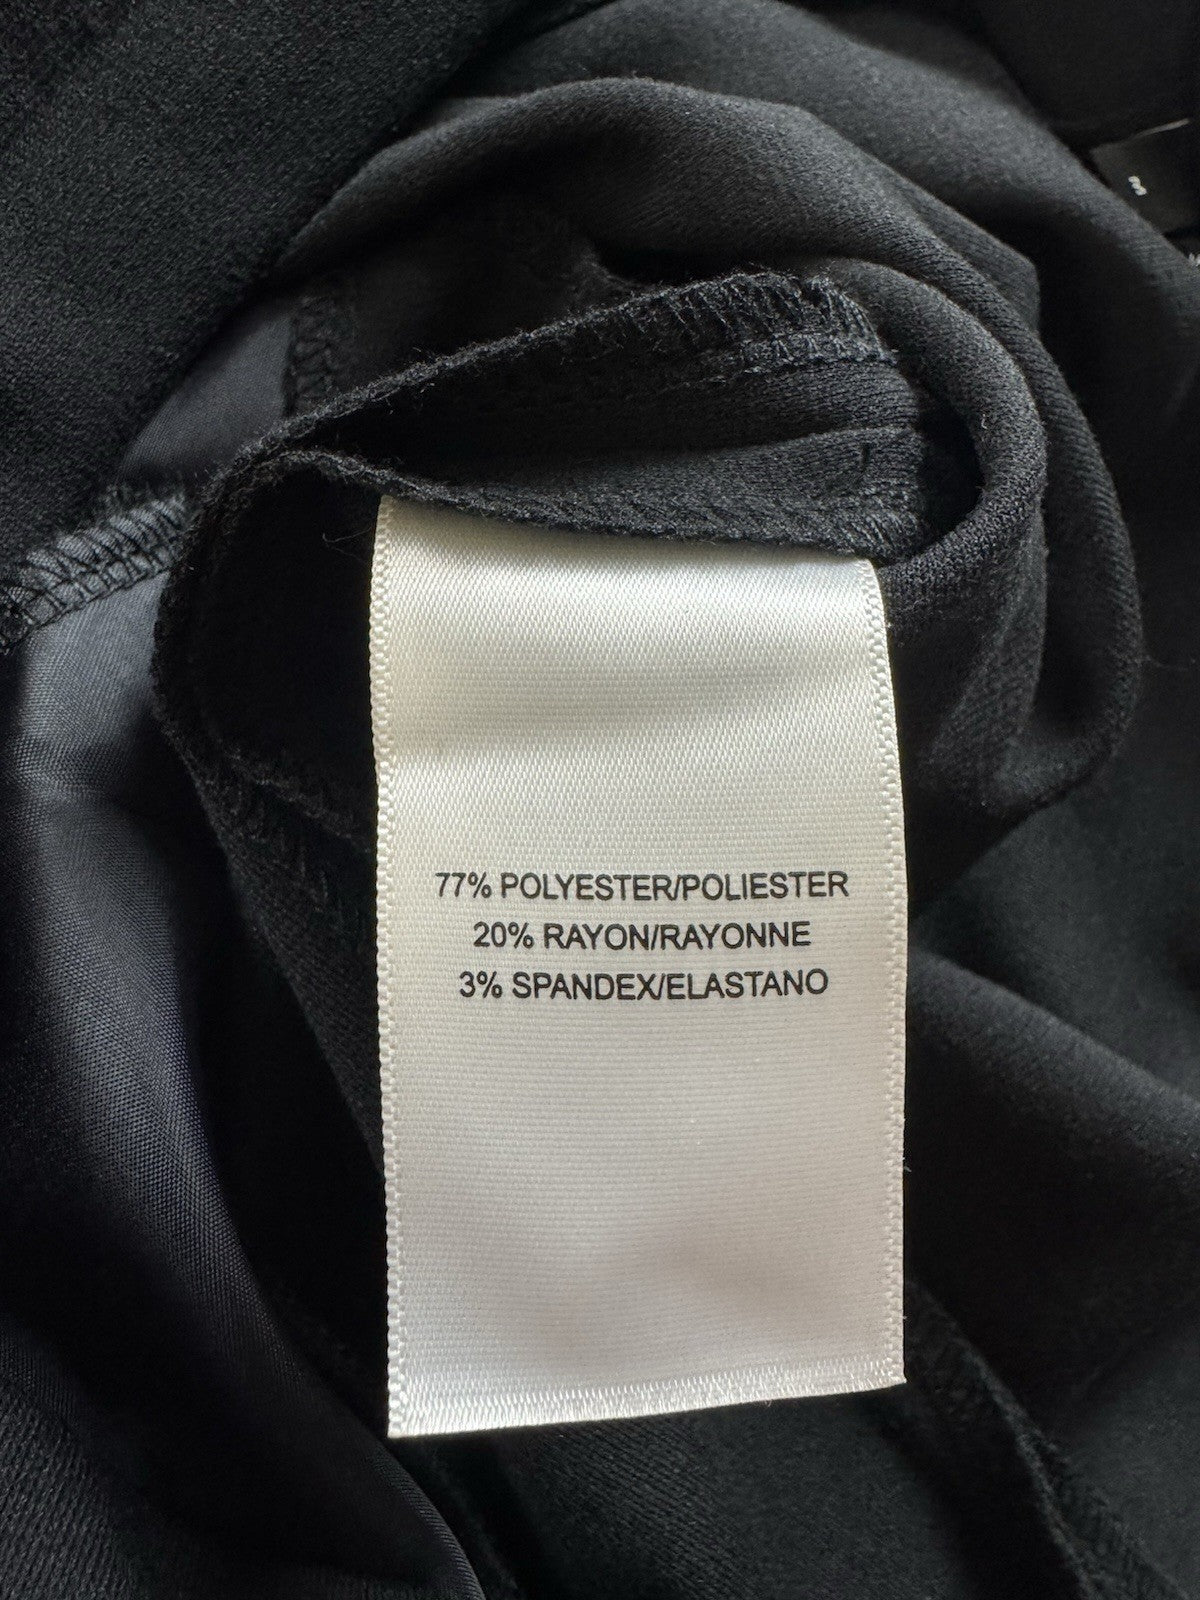 M
77% POLYESTER/POLIESTER
20% RAYON/RAYONNE
3% SPANDEX/ELASTANO